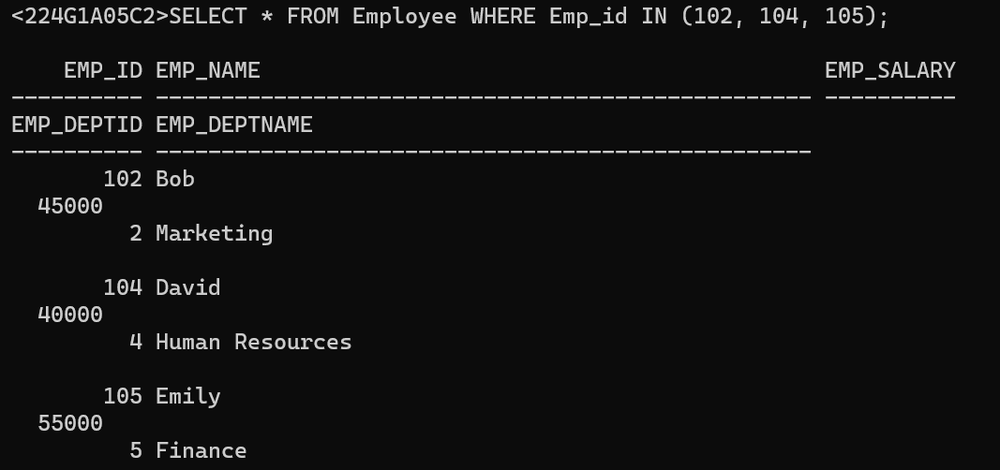 <224G1A05C2>SELECT * FROM Employee WHERE Emp_id IN (102, 104, 105);
    EMP_ID EMP_NAME                                           EMP_SALARY
---------- -------------------------------------------------- ----------
EMP_DEPTID EMP_DEPTNAME
---------- --------------------------------------------------
       102 Bob
  45000
         2 Marketing
       104 David
  40000
         4 Human Resources
       105 Emily
  55000
         5 Finance